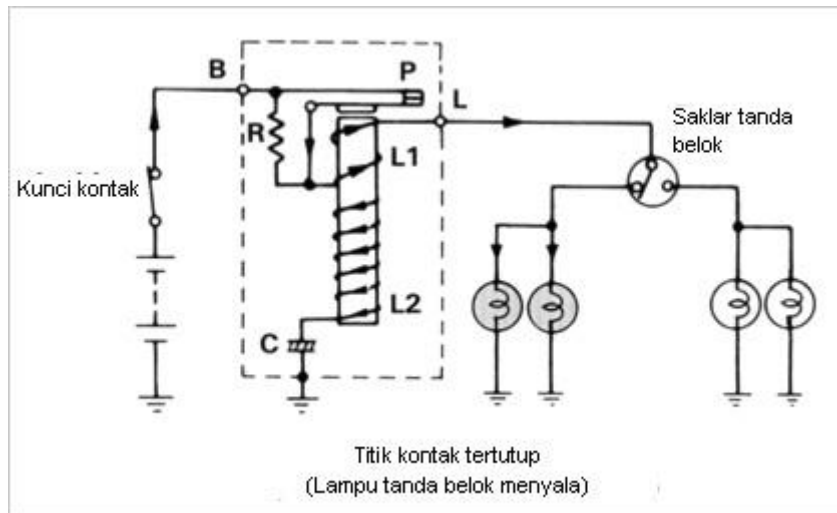 B
P
L
R
L1
L2
C
Kunci kontak
Saklar tanda
belok
Titik kontak tertutup
(Lampu tanda belok menyala)